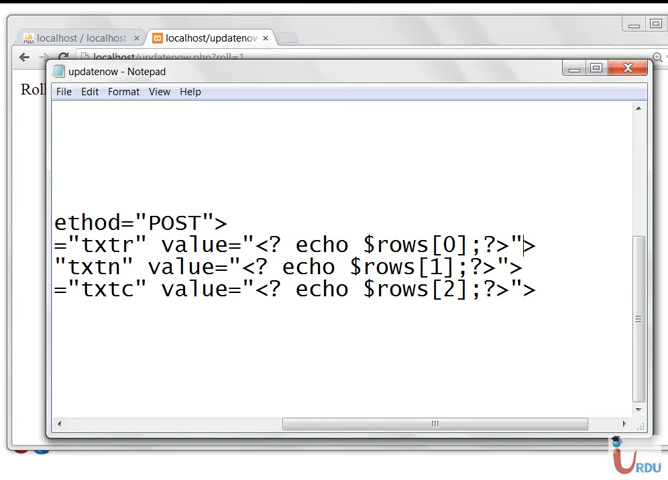 localhost / localhost
localhost/updatenow
localhost/updatenow.php?roll=1
Roll
updatenow - Notepad
File Edit Format View Help
ethod="POST">
="txtr" value="<? echo $rows[0];?>">
"txtn" value="<? echo $rows[1];?>">
="txtc" value="<? echo $rows[2];?>">
URDU